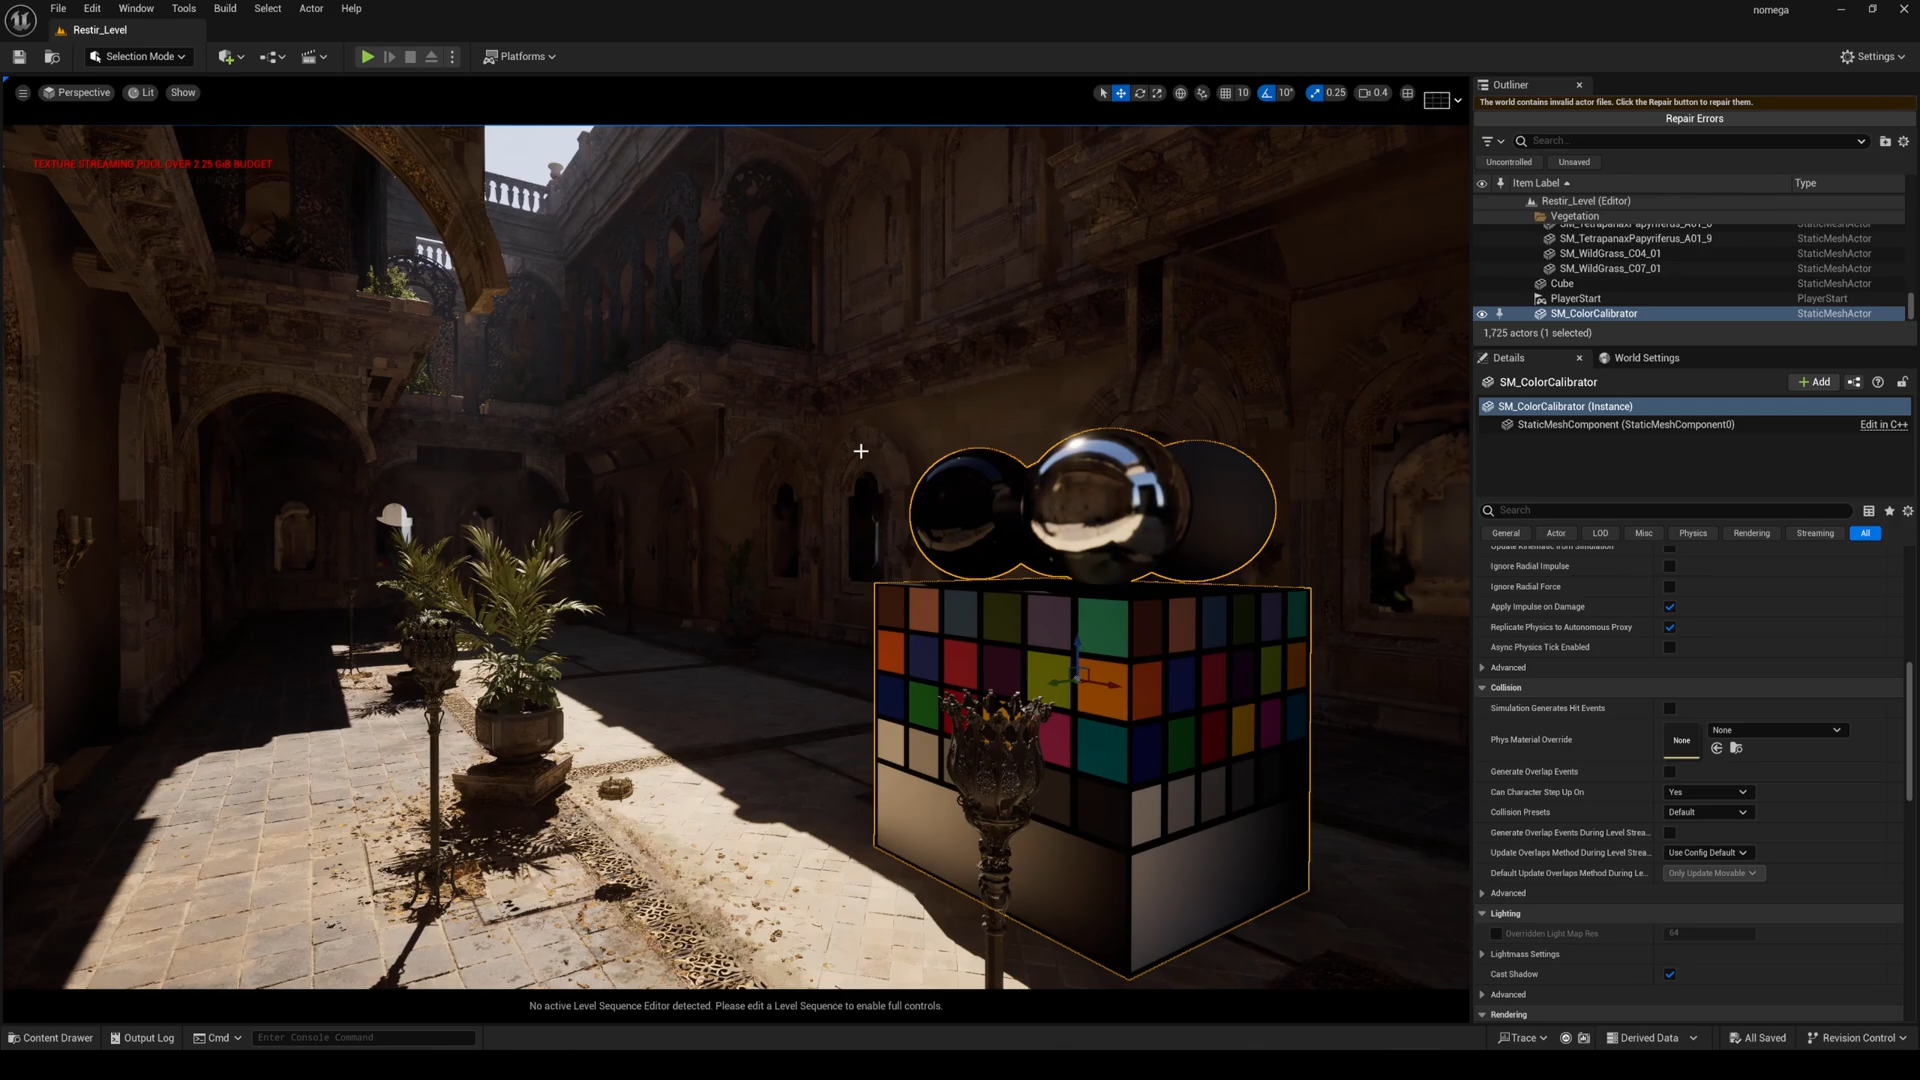 File Edit Window Tools Build Select Actor Help
nomega
Restir_Level
Selection Mode
Platforms
Settings
Perspective Lit Show
10 10° 0.25 0.4
TEXTURE STREAMING POOL OVER 2.25 GiB BUDGET
Outliner
The world contains invalid actor files. Click the Repair button to repair them.
Repair Errors
Search...
Uncontrolled Unsaved
Item Label Type
Restir_Level (Editor)
Vegetation
StaticMeshActor
SM_TetrapanaxPapyriferus_A01_9 StaticMeshActor
SM_WildGrass_C04_01 StaticMeshActor
SM_WildGrass_C07_01 StaticMeshActor
Cube StaticMeshActor
PlayerStart PlayerStart
SM_ColorCalibrator StaticMeshActor
1,725 actors (1 selected)
Details World Settings
SM_ColorCalibrator
Add
SM_ColorCalibrator (Instance)
StaticMeshComponent (StaticMeshComponent0) Edit in C++
Search
General Actor LOD Misc Physics Rendering Streaming All
Update Kinematic from Simulation
Ignore Radial Impulse
Ignore Radial Force
Apply Impulse on Damage
Replicate Physics to Autonomous Proxy
Async Physics Tick Enabled
Advanced
Collision
Simulation Generates Hit Events
Phys Material Override None None
Generate Overlap Events
Can Character Step Up On Yes
Collision Presets Default
Generate Overlap Events During Level Strea...
Update Overlaps Method During Level Strea... Use Config Default
Default Update Overlaps Method During Le... Only Update Movable
Advanced
Lighting
Overridden Light Map Res 64
Lightmass Settings
Cast Shadow
Advanced
Rendering
No active Level Sequence Editor detected. Please edit a Level Sequence to enable full controls.
Content Drawer Output Log Cmd Enter Console Command
Trace Derived Data All Saved Revision Control